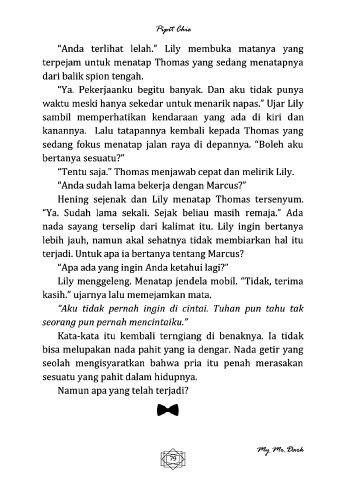 Pipit Chie
"Anda terlihat lelah." Lily membuka matanya yang
terpejam untuk menatap Thomas yang sedang menatapnya
dari balik spion tengah.
"Ya. Pekerjaanku begitu banyak. Dan aku tidak punya
waktu meski hanya sekedar untuk menarik napas." Ujar Lily
sambil memperhatikan kendaraan yang ada di kiri dan
kanannya. Lalu tatapannya kembali kepada Thomas yang
sedang fokus menatap jalan raya di depannya. "Boleh aku
bertanya sesuatu?"
"Tentu saja." Thomas menjawab cepat dan melirik Lily.
"Anda sudah lama bekerja dengan Marcus?"
Hening sejenak dan Lily menatap Thomas tersenyum.
"Ya. Sudah lama sekali. Sejak beliau masih remaja." Ada
nada sayang terselip dari kalimat itu. Lily ingin bertanya
lebih jauh, namun akal sehatnya tidak membiarkan hal itu
terjadi. Untuk apa ia bertanya tentang Marcus?
"Apa ada yang ingin Anda ketahui lagi?"
Lily menggeleng. Menatap jendela mobil. "Tidak, terima
kasih." ujarnya lalu memejamkan mata.
"Aku tidak pernah ingin di cintai. Tuhan pun tahu tak
seorang pun pernah mencintaiku."
Kata-kata itu kembali terngiang di benaknya. Ia tidak
bisa melupakan nada pahit yang ia dengar. Nada getir yang
seolah mengisyaratkan bahwa pria itu penah merasakan
sesuatu yang pahit dalam hidupnya.
Namun apa yang telah terjadi?
79
My Mr. Dark